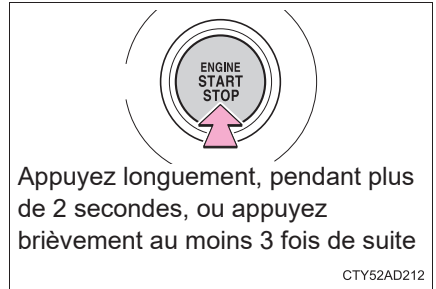 ENGINE
START
STOP
Appuyez longuement, pendant plus
de 2 secondes, ou appuyez
brièvement au moins 3 fois de suite
CTY52AD212